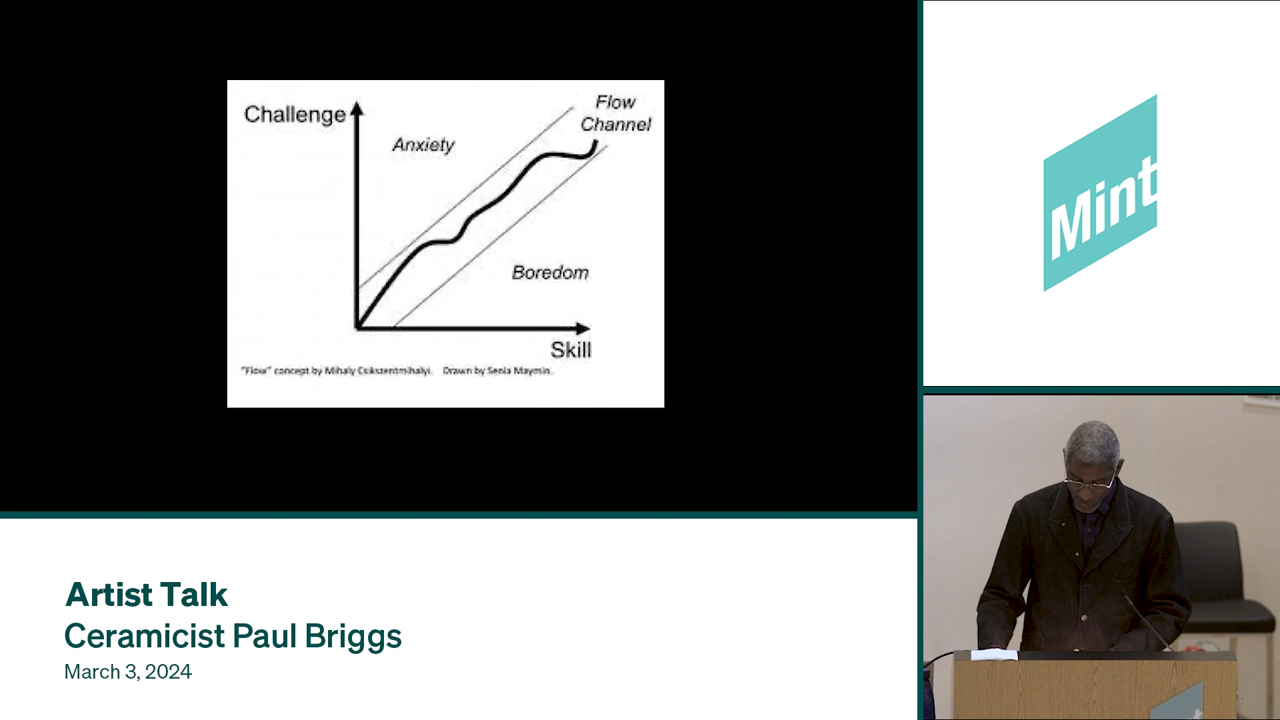 Challenge
Anxiety
Flow
Channel
Boredom
Skill
"Flow" concept by Mihaly Csikszentmihalyi. Drawn by Senia Maymin.
Mint
Artist Talk
Ceramicist Paul Briggs
March 3, 2024